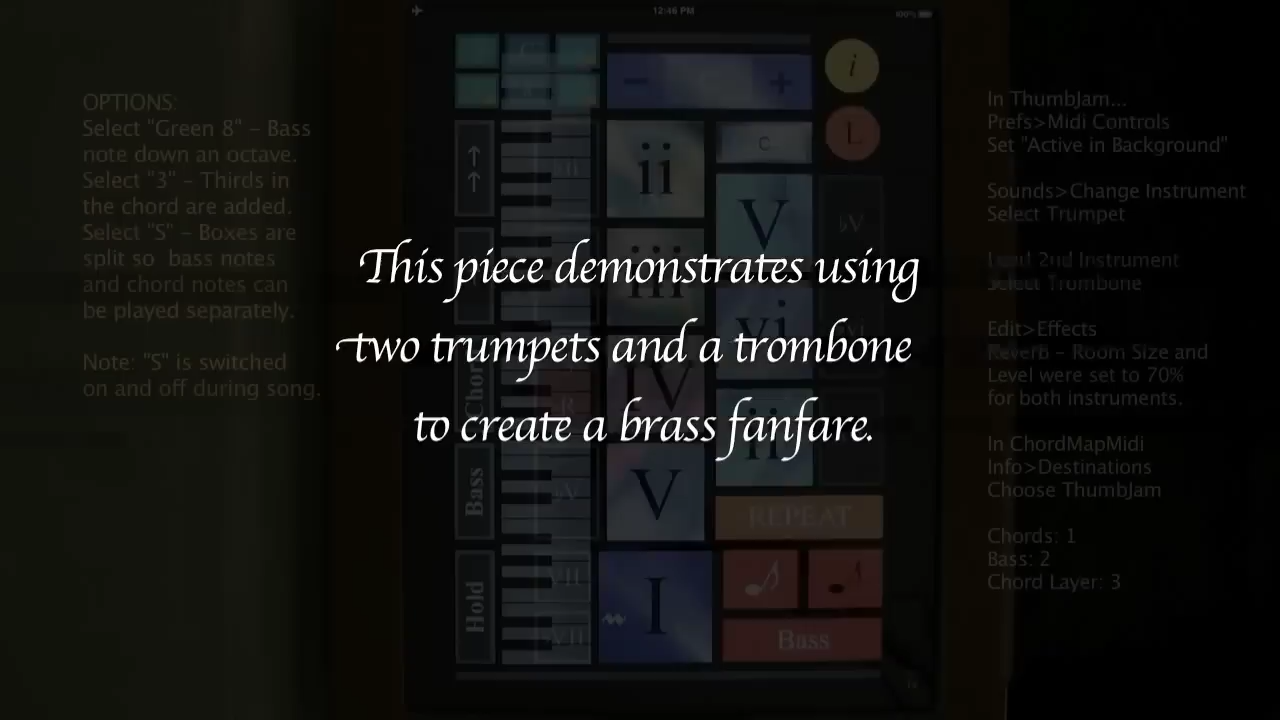 12:46 PM
100%
OPTIONS:
Select "Green 8" – Bass
note down an octave.
Select "3" – Thirds in
the chord are added.
Select "S" – Boxes are
split so bass notes
and chord notes can
be played separately.
Note: "S" is switched
on and off during song.
This piece demonstrates using
two trumpets and a trombone
to create a brass fanfare.
– +
i
L
C
ii
V
bV
iii
vi
IV
ii
V
I
REPEAT
Bass
Chord
Bass
Hold
In ThumbJam...
Prefs>Midi Controls
Set "Active in Background"
Sounds>Change Instrument
Select Trumpet
Load 2nd Instrument
Select Trombone
Edit>Effects
Reverb – Room Size and
Level were set to 70%
for both instruments.
In ChordMapMidi
Info>Destinations
Choose ThumbJam
Chords: 1
Bass: 2
Chord Layer: 3